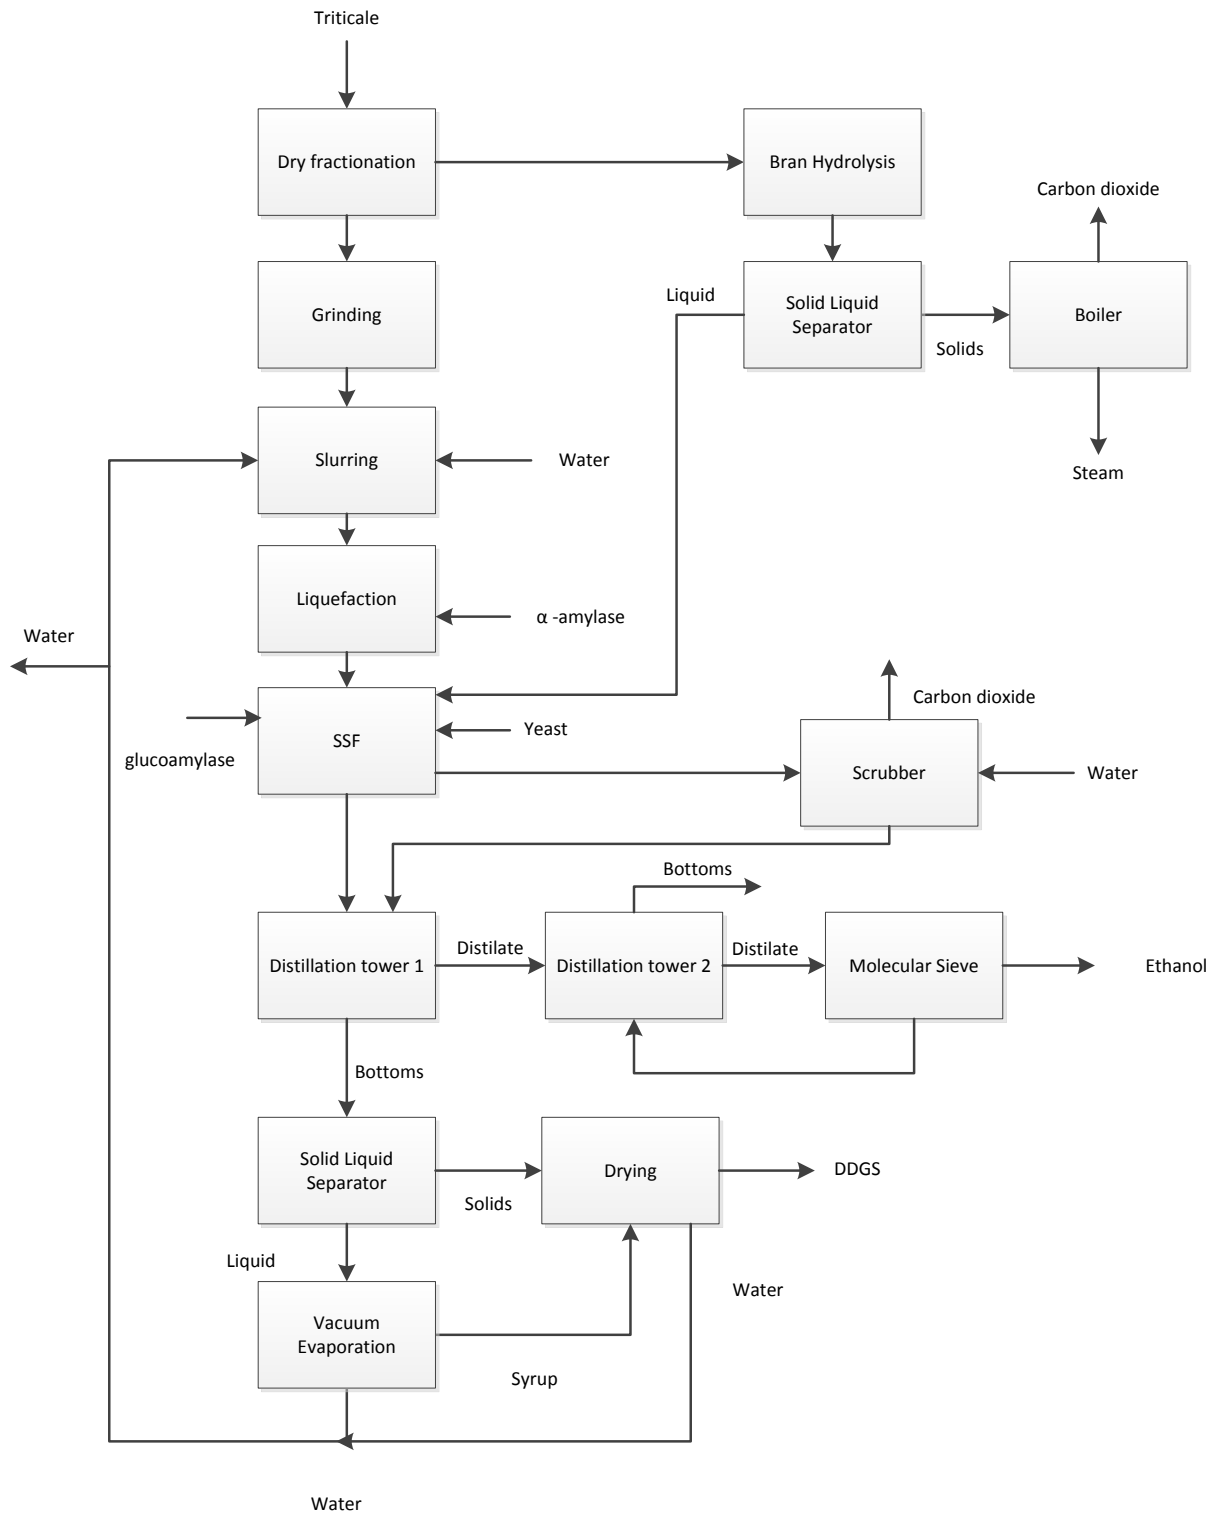 Triticale
Dry fractionation
Bran Hydrolysis
Carbon dioxide
Grinding
Liquid
Solid Liquid
Separator
Solids
Boiler
Slurring
Water
Steam
Liquefaction
α -amylase
Water
SSF
Yeast
glucoamylase
Carbon dioxide
Scrubber
Water
Bottoms
Distillation tower 1
Distilate
Distillation tower 2
Distilate
Molecular Sieve
Ethanol
Bottoms
Solid Liquid
Separator
Solids
Drying
DDGS
Liquid
Water
Vacuum
Evaporation
Syrup
Water